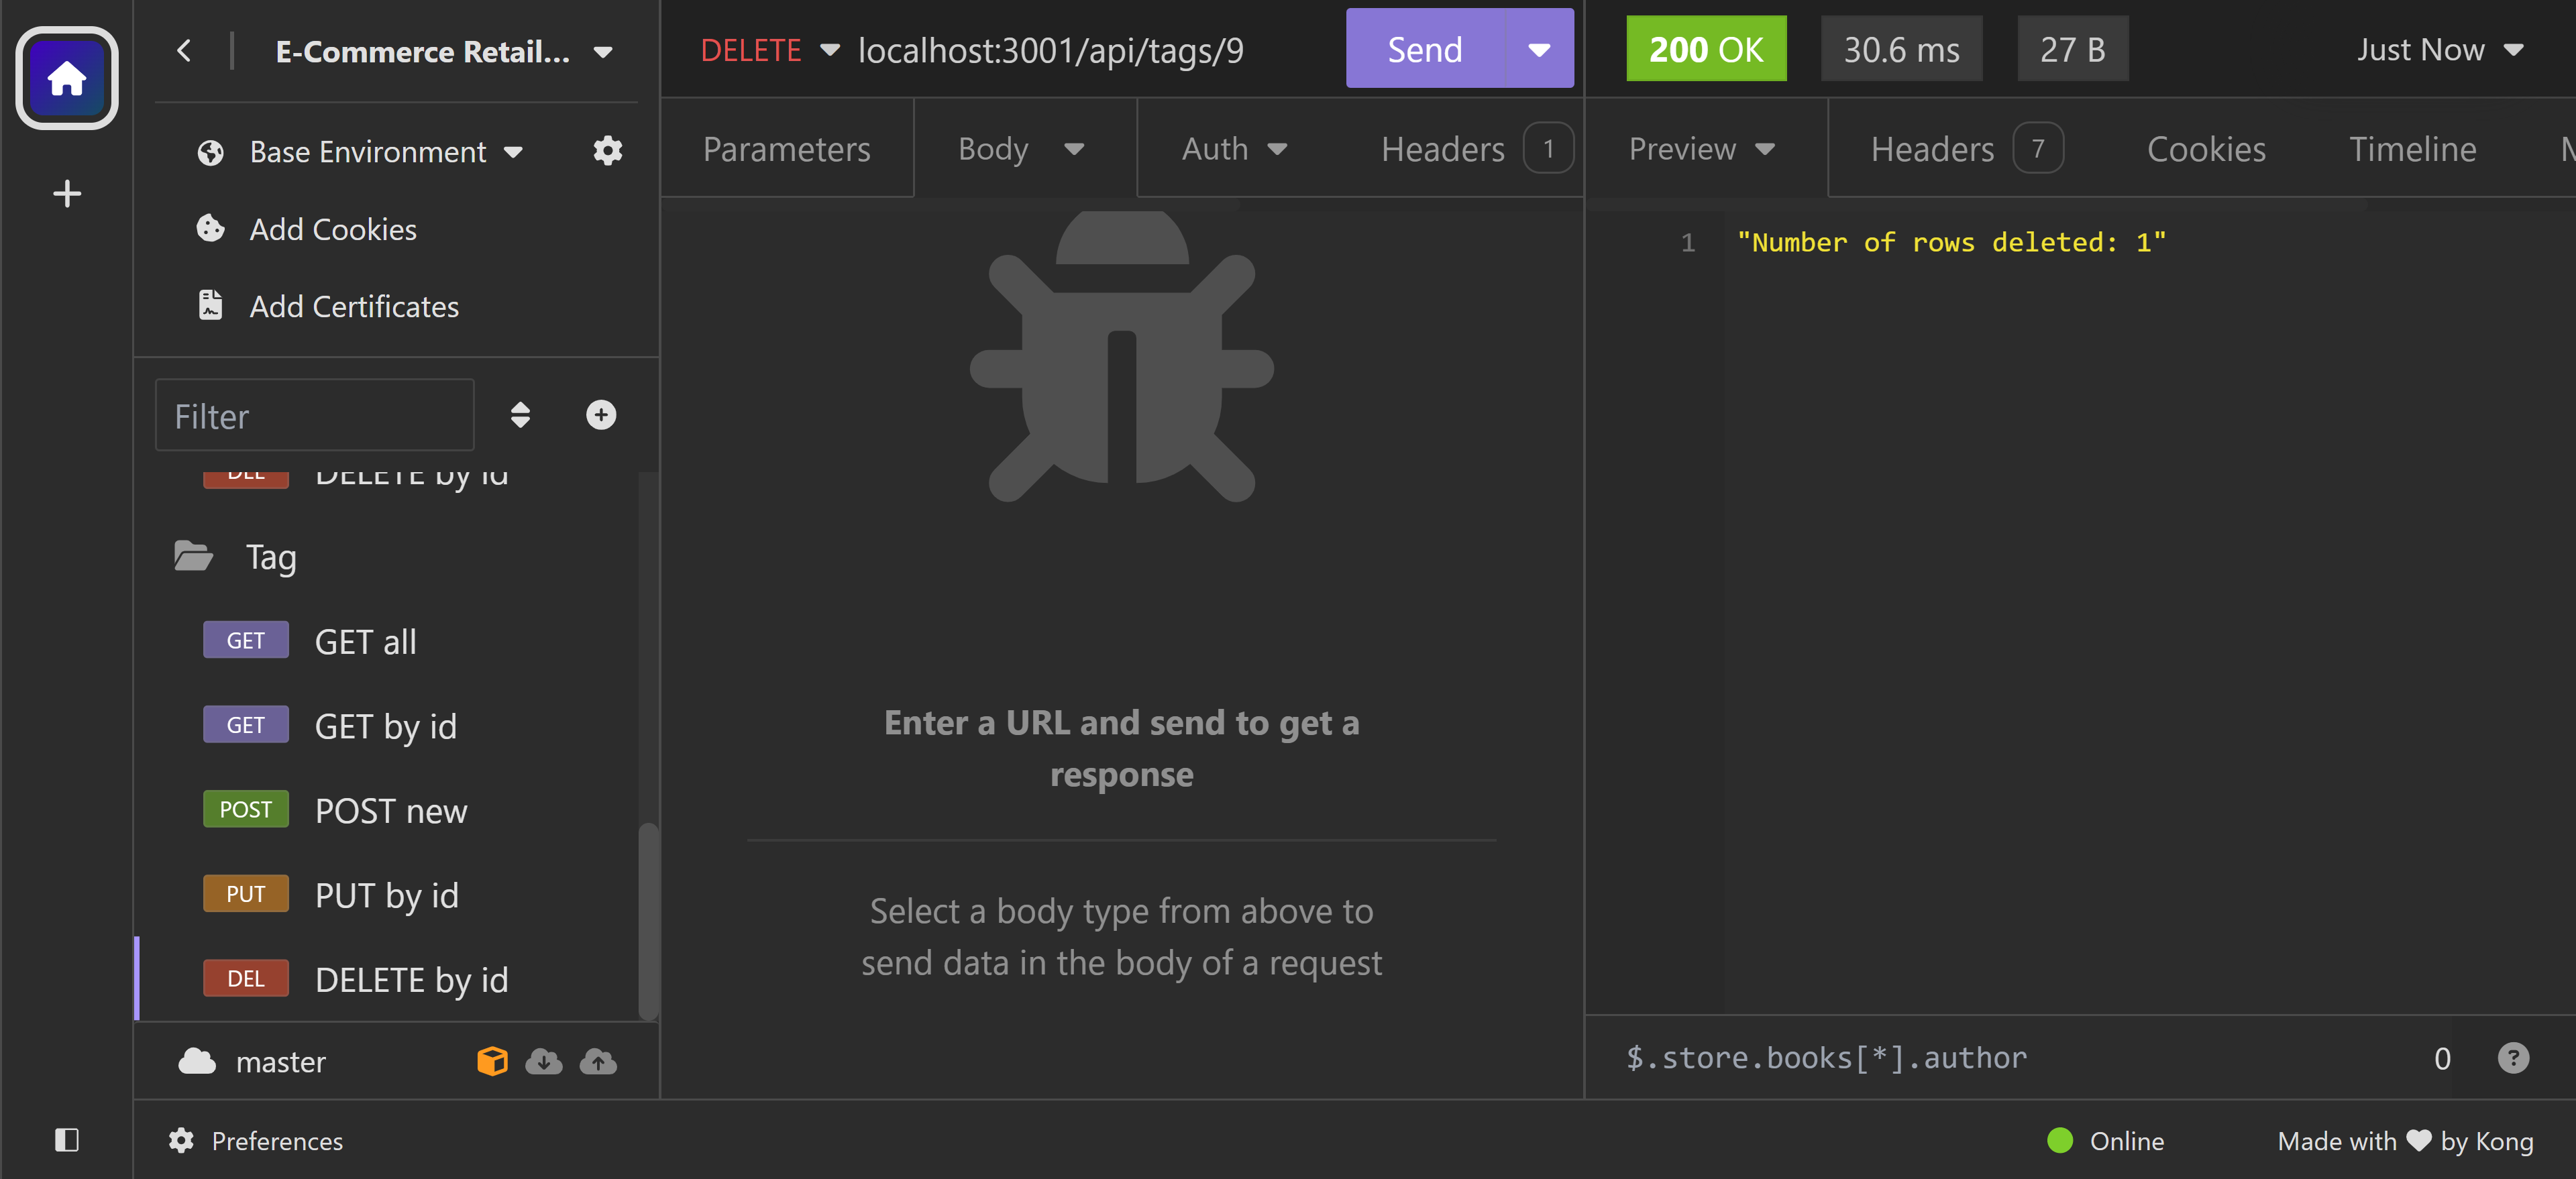 E-Commerce Retail...
Base Environment
Add Cookies
Add Certificates
Filter
DEL DELETE by id
Tag
GET GET all
GET GET by id
POST POST new
PUT PUT by id
DEL DELETE by id
master
Preferences
DELETE localhost:3001/api/tags/9 Send
Parameters Body Auth Headers 1
Enter a URL and send to get a
response
Select a body type from above to
send data in the body of a request
200 OK 30.6 ms 27 B Just Now
Preview Headers 7 Cookies Timeline
1 "Number of rows deleted: 1"
$.store.books[*].author 0
Online Made with by Kong